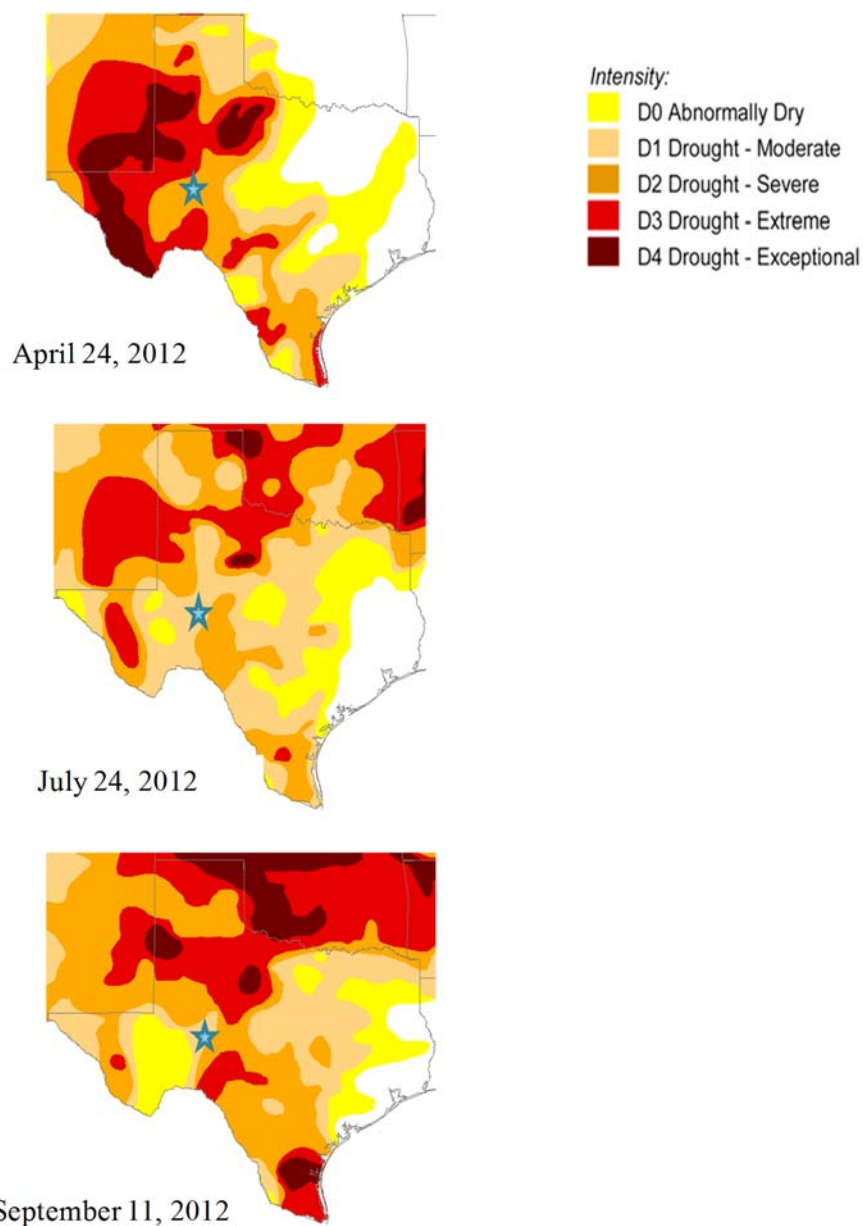 Intensity:
D0 Abnormally Dry
D1 Drought - Moderate
D2 Drought - Severe
D3 Drought - Extreme
D4 Drought - Exceptional
April 24, 2012
July 24, 2012
September 11, 2012